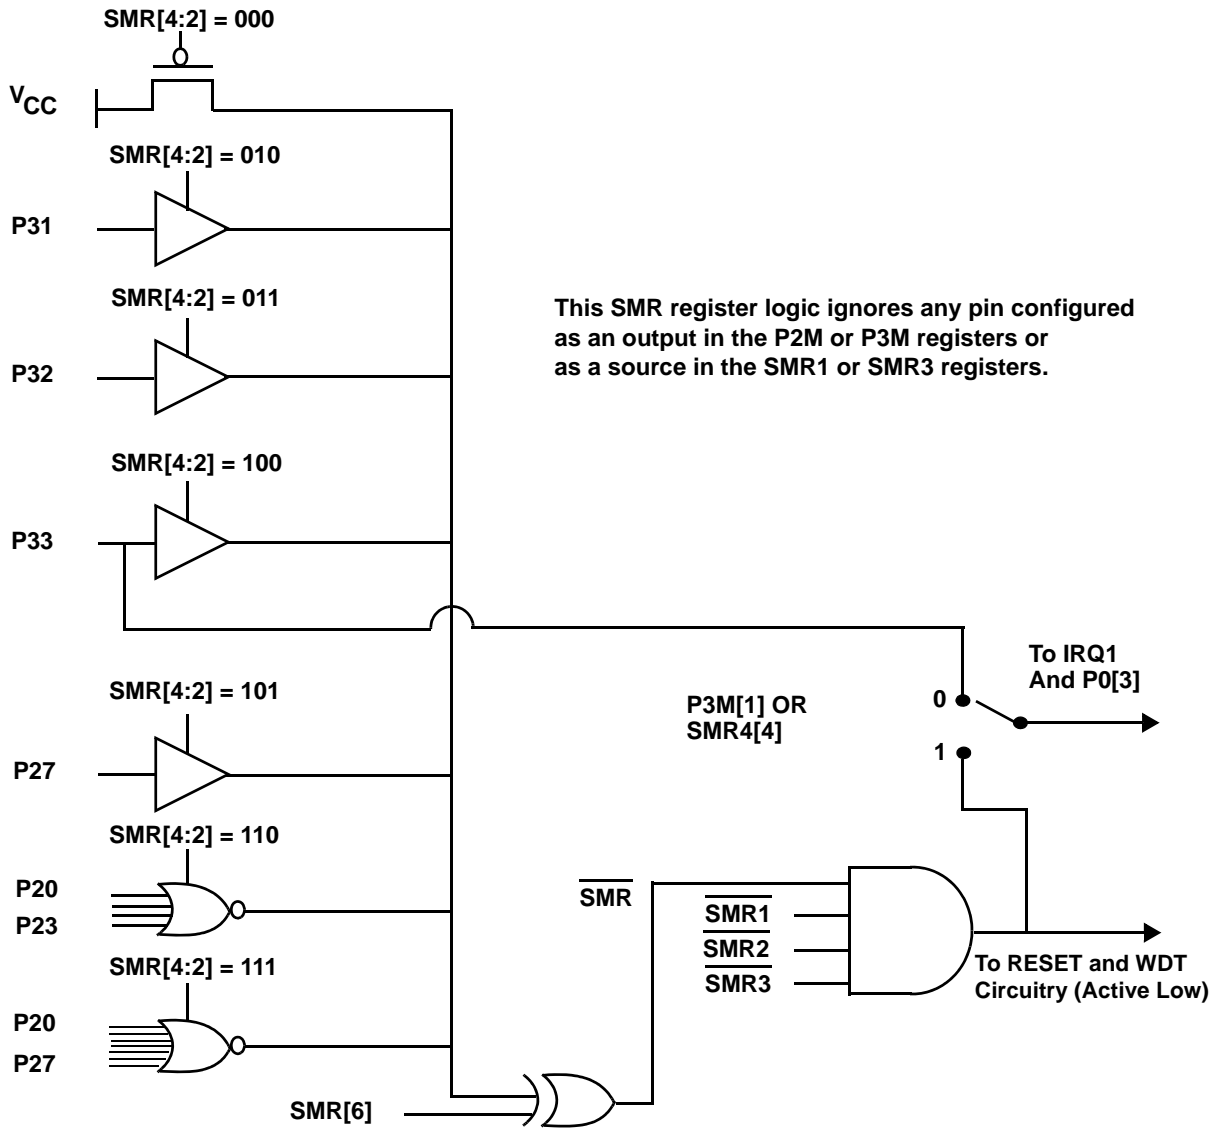 SMR[4:2] = 000
VCC
SMR[4:2] = 010
P31
SMR[4:2] = 011
P32
This SMR register logic ignores any pin configured
as an output in the P2M or P3M registers or
as a source in the SMR1 or SMR3 registers.
SMR[4:2] = 100
P33
To IRQ1
And P0[3]
SMR[4:2] = 101
P3M[1] OR
SMR4[4]
0
1
P27
SMR[4:2] = 110
P20
P23
SMR
SMR1
SMR2
SMR3
SMR[4:2] = 111
To RESET and WDT
Circuitry (Active Low)
P20
P27
SMR[6]